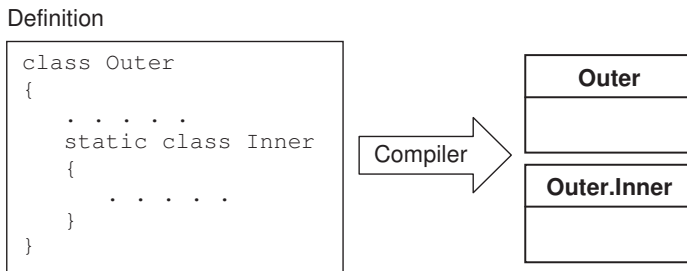 Definition
class Outer
{
. . . . .
static class Inner
{
. . . . .
}
}
Compiler
Outer
Outer.Inner